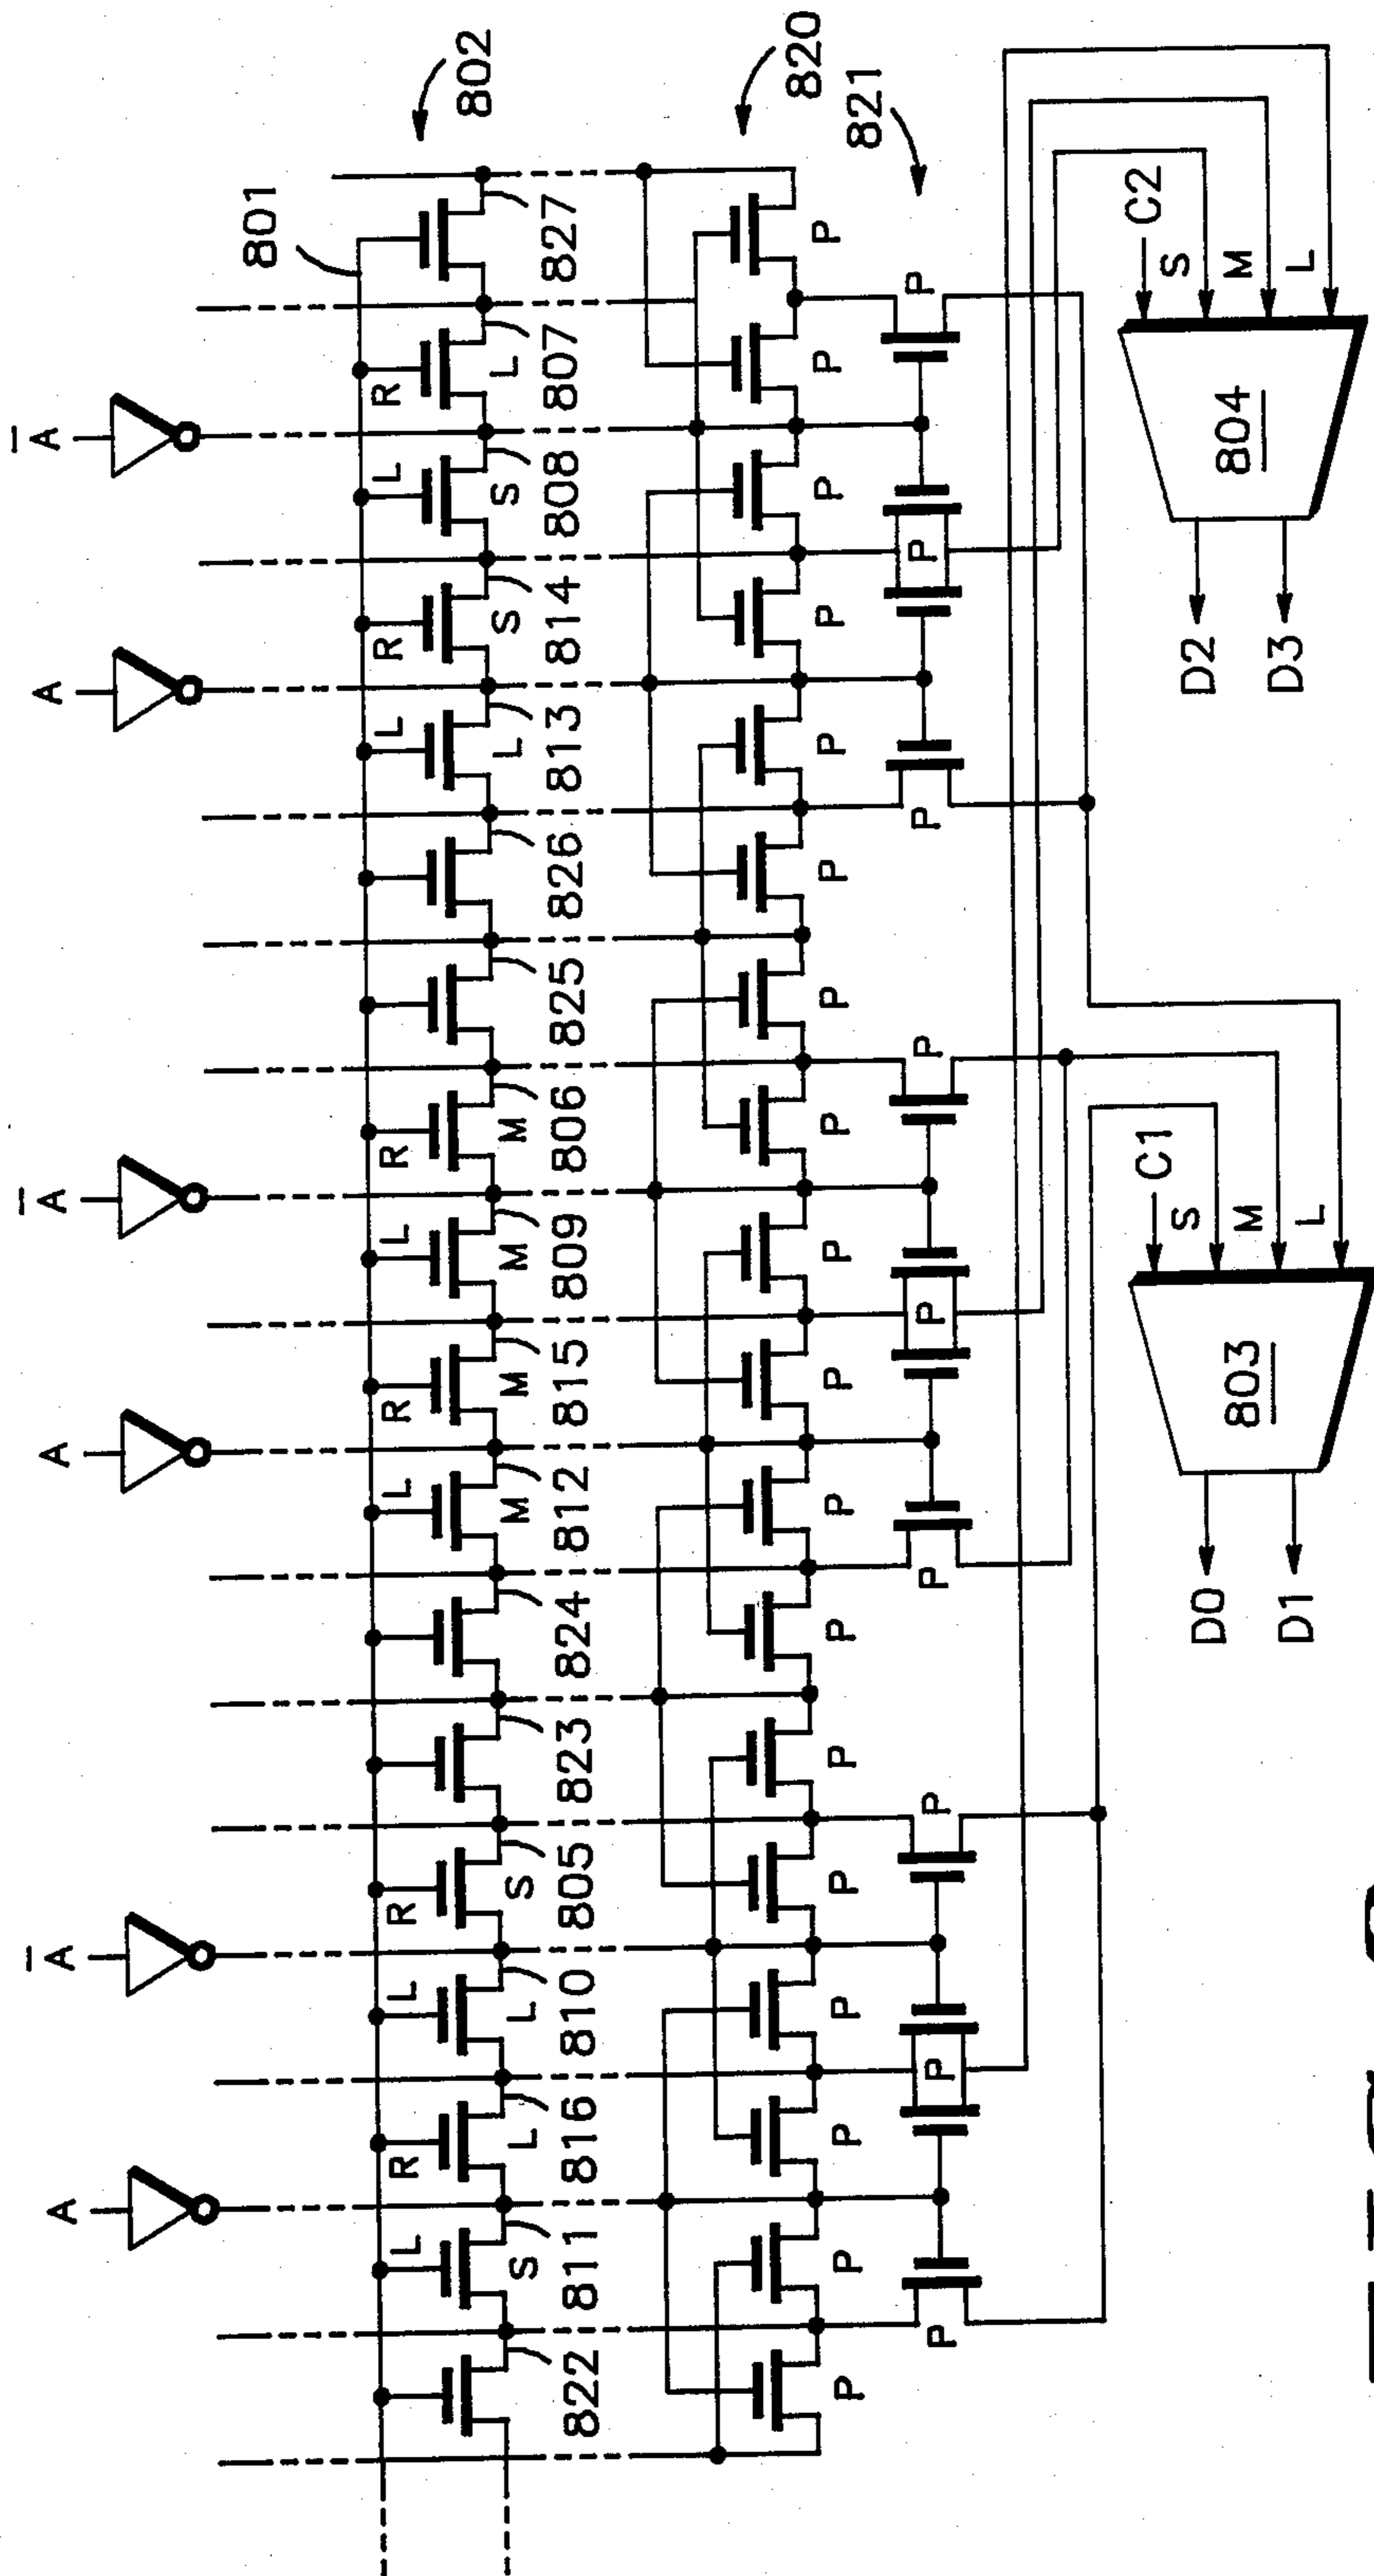 A Ā A Ā A Ā
801
802
L R L R L R L R L R L R
S L L S M M M M L S S L
822 811 816 810 805 823 824 812 815 809 806 825 826 813 814 808 807 827
820
P P P P P P P P P P P P P P P P P P
821
P P P P P P P P P
D0
D1
803
C1
S
M
L
D2
D3
804
C2
S
M
L